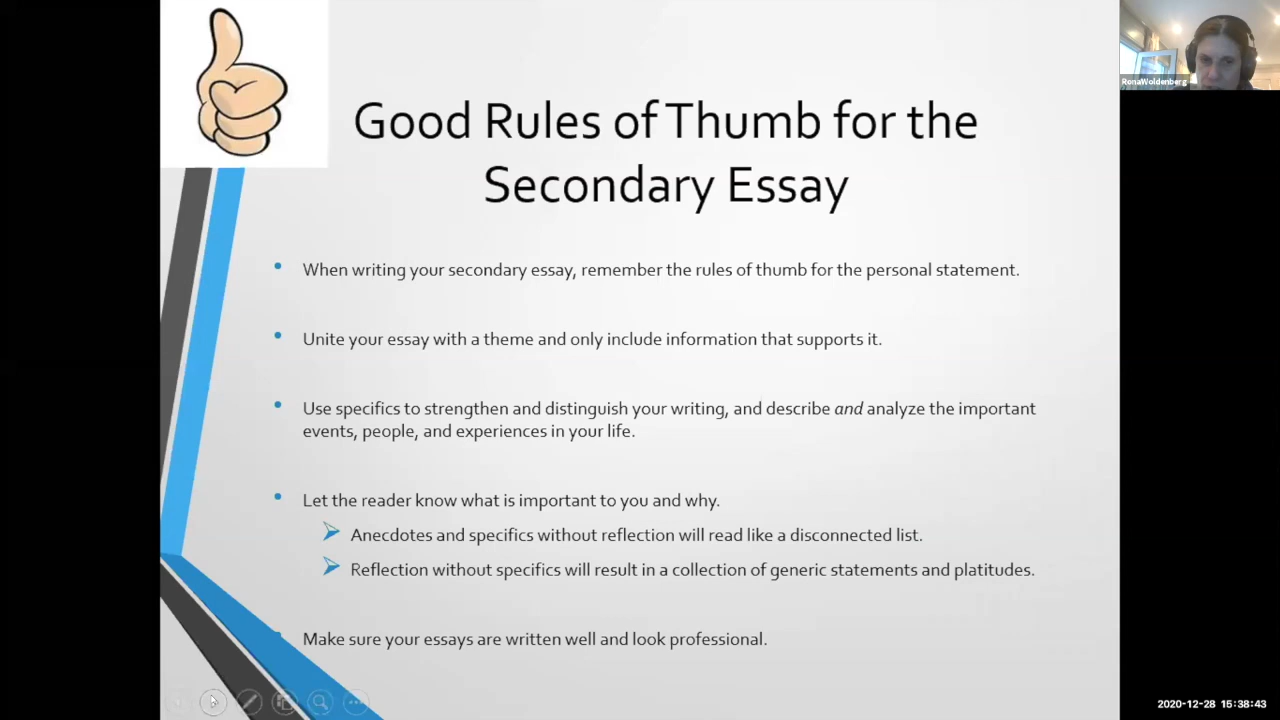 Good Rules of Thumb for the
Secondary Essay
When writing your secondary essay, remember the rules of thumb for the personal statement.
Unite your essay with a theme and only include information that supports it.
Use specifics to strengthen and distinguish your writing, and describe and analyze the important
events, people, and experiences in your life.
Let the reader know what is important to you and why.
Anecdotes and specifics without reflection will read like a disconnected list.
Reflection without specifics will result in a collection of generic statements and platitudes.
Make sure your essays are written well and look professional.
RenaWoldenberg
2020-12-28 15:38:43